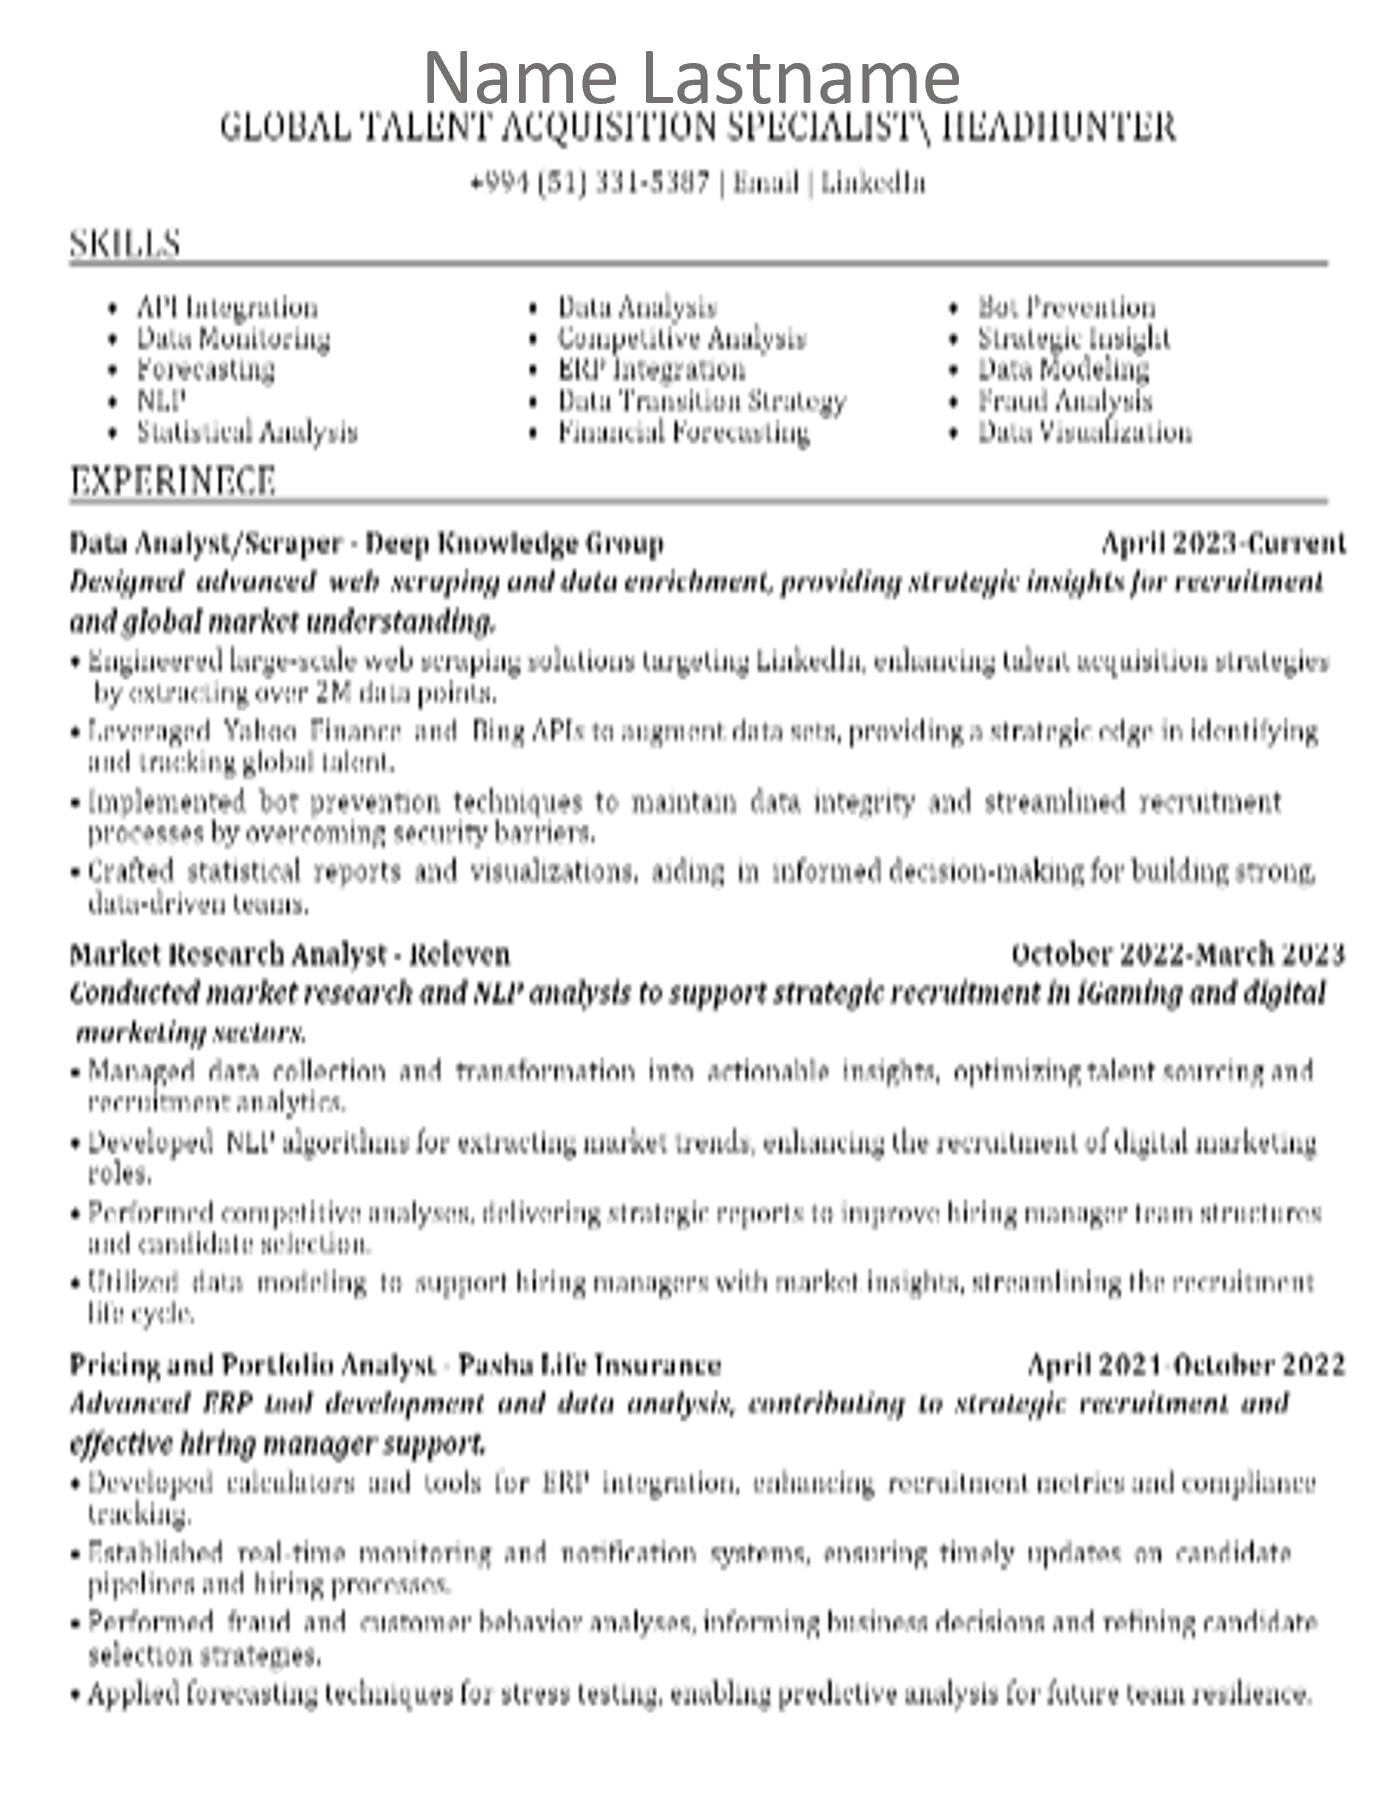 Name Lastname
GLOBAL TALENT ACQUISITION SPECIALIST\ HEADHUNTER
+994 (51) 331-5387 | Email | LinkedIn
SKILLS
• API Integration
• Data Monitoring
• Forecasting
• NLP
• Statistical Analysis
• Data Analysis
• Competitive Analysis
• ERP Integration
• Data Transition Strategy
• Financial Forecasting
• Bot Prevention
• Strategic Insight
• Data Modeling
• Fraud Analysis
• Data Visualization
EXPERINECE
Data Analyst/Scraper - Deep Knowledge Group April 2023-Current
Designed advanced web scraping and data enrichment, providing strategic insights for recruitment
and global market understanding.
• Engineered large-scale web scraping solutions targeting LinkedIn, enhancing talent acquisition strategies
by extracting over 2M data points.
• Leveraged Yahoo Finance and Bing APIs to augment data sets, providing a strategic edge in identifying
and tracking global talent.
• Implemented bot prevention techniques to maintain data integrity and streamlined recruitment
processes by overcoming security barriers.
• Crafted statistical reports and visualizations, aiding in informed decision-making for building strong,
data-driven teams.
Market Research Analyst - Releven October 2022-March 2023
Conducted market research and NLP analysis to support strategic recruitment in iGaming and digital
marketing sectors.
• Managed data collection and transformation into actionable insights, optimizing talent sourcing and
recruitment analytics.
• Developed NLP algorithms for extracting market trends, enhancing the recruitment of digital marketing
roles.
• Performed competitive analyses, delivering strategic reports to improve hiring manager team structures
and candidate selection.
• Utilized data modeling to support hiring managers with market insights, streamlining the recruitment
life cycle.
Pricing and Portfolio Analyst - Pasha Life Insurance April 2021-October 2022
Advanced ERP tool development and data analysis, contributing to strategic recruitment and
effective hiring manager support.
• Developed calculators and tools for ERP integration, enhancing recruitment metrics and compliance
tracking.
• Established real-time monitoring and notification systems, ensuring timely updates on candidate
pipelines and hiring processes.
• Performed fraud and customer behavior analyses, informing business decisions and refining candidate
selection strategies.
• Applied forecasting techniques for stress testing, enabling predictive analysis for future team resilience.